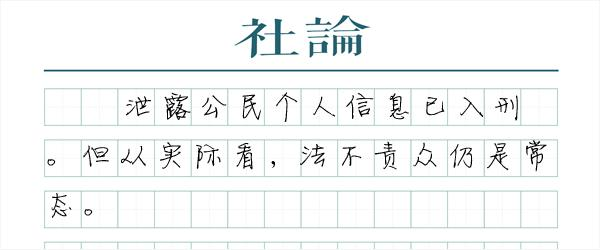 社論
泄露公民个人信息已入刑
。但从实际看，法不责众仍是常
态。